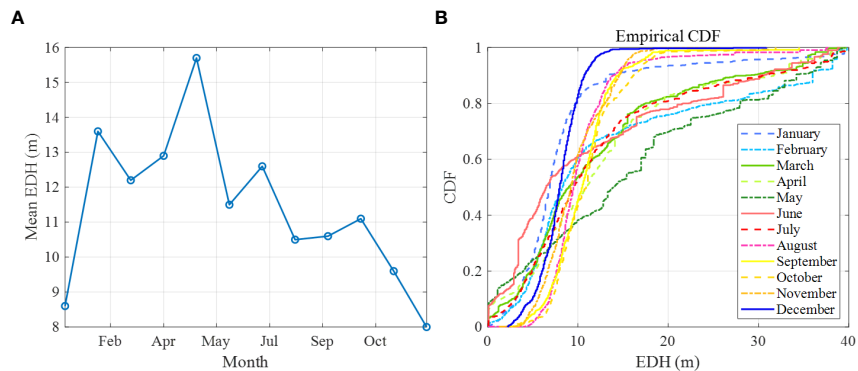 A
16
15
14
13
12
11
10
9
8
Mean EDH (m)
Feb
Apr
May
Jul
Sep
Oct
Month
B
Empirical CDF
1
0.8
0.6
0.4
0.2
0
CDF
0
10
20
30
40
EDH (m)
January
February
March
April
May
June
July
August
September
October
November
December